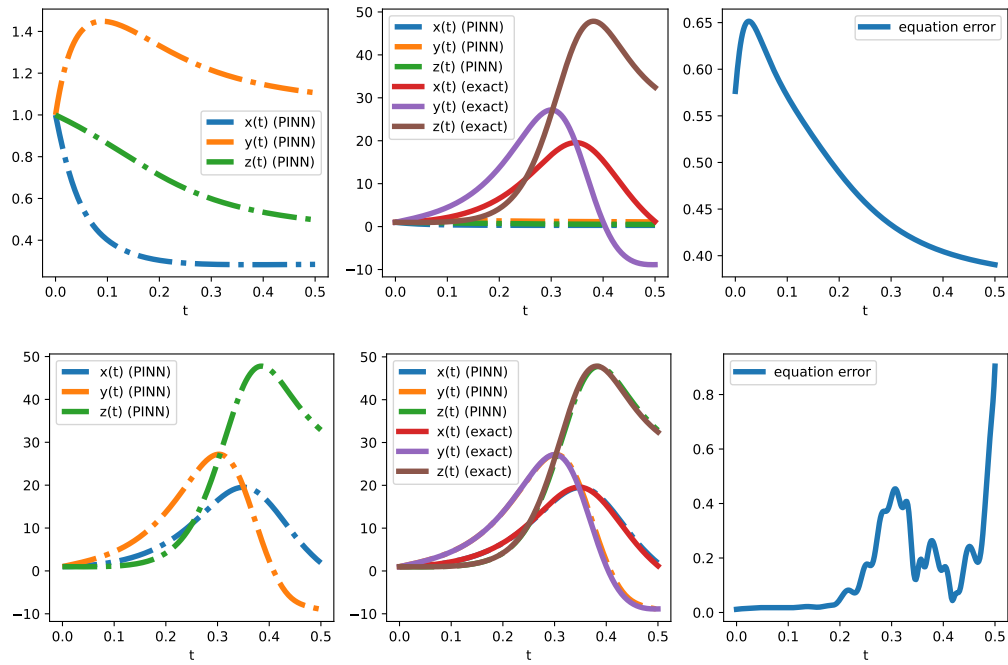 1.4
1.2
1.0
0.8
0.6
0.4
x(t) (PINN)
y(t) (PINN)
z(t) (PINN)
0.0 0.1 0.2 0.3 0.4 0.5
t
50
40
30
20
10
0
−10
x(t) (PINN)
y(t) (PINN)
z(t) (PINN)
x(t) (exact)
y(t) (exact)
z(t) (exact)
0.0 0.1 0.2 0.3 0.4 0.5
t
0.65
0.60
0.55
0.50
0.45
0.40
equation error
0.0 0.1 0.2 0.3 0.4 0.5
t
50
40
30
20
10
0
−10
x(t) (PINN)
y(t) (PINN)
z(t) (PINN)
0.0 0.1 0.2 0.3 0.4 0.5
t
50
40
30
20
10
0
−10
x(t) (PINN)
y(t) (PINN)
z(t) (PINN)
x(t) (exact)
y(t) (exact)
z(t) (exact)
0.0 0.1 0.2 0.3 0.4 0.5
t
0.8
0.6
0.4
0.2
0.0
equation error
0.0 0.1 0.2 0.3 0.4 0.5
t